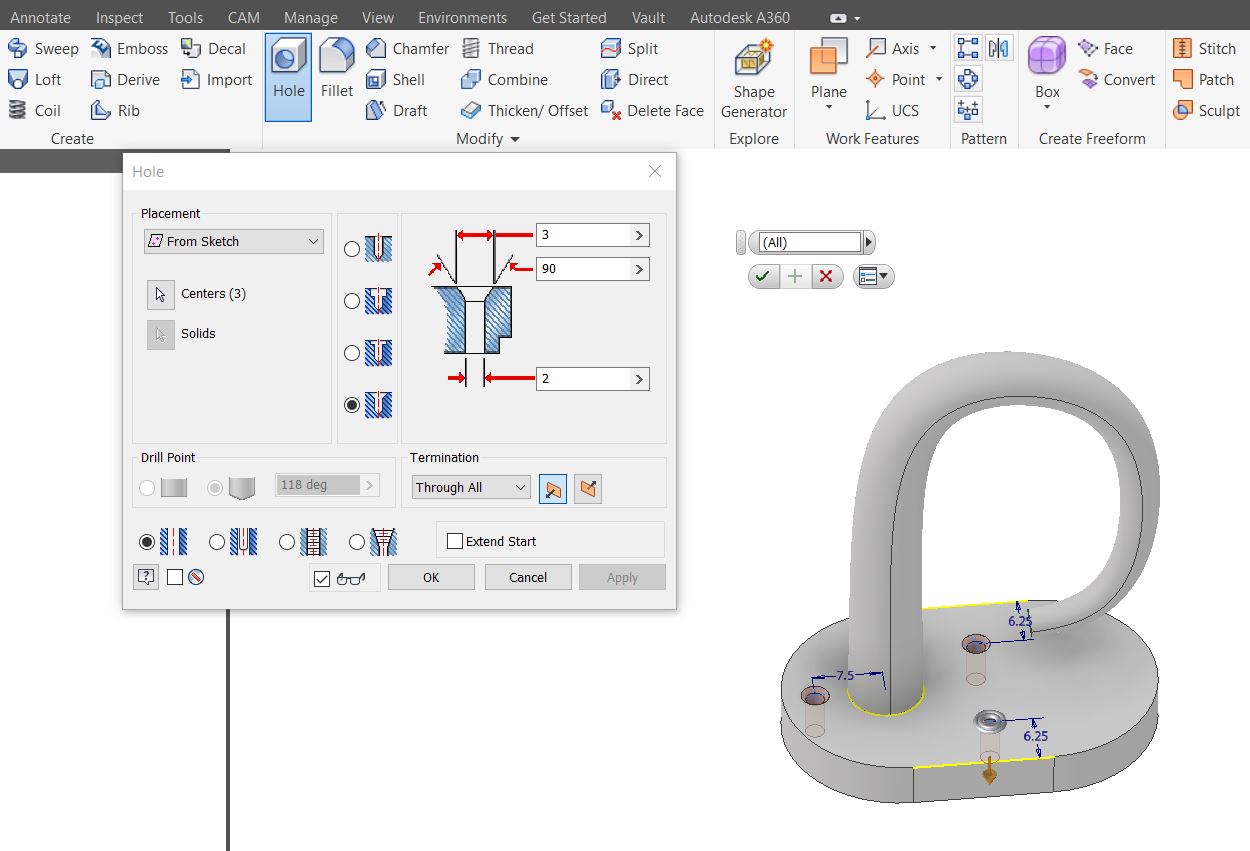 Annotate Inspect Tools CAM Manage View Environments Get Started Vault Autodesk A360
Sweep Emboss Decal
Loft Derive Import
Coil Rib
Create
Hole Fillet
Chamfer Thread Split
Shell Combine Direct
Draft Thicken/ Offset Delete Face
Modify
Shape
Generator
Explore
Plane
Axis
Point
UCS
Work Features
Pattern
Box
Face
Convert
Create Freeform
Stitch
Patch
Sculpt
Hole
Placement
From Sketch
Centers (3)
Solids
3
90
2
Drill Point
118 deg
Termination
Through All
Extend Start
?
OK Cancel Apply
(All)
6.25
7.5
6.25